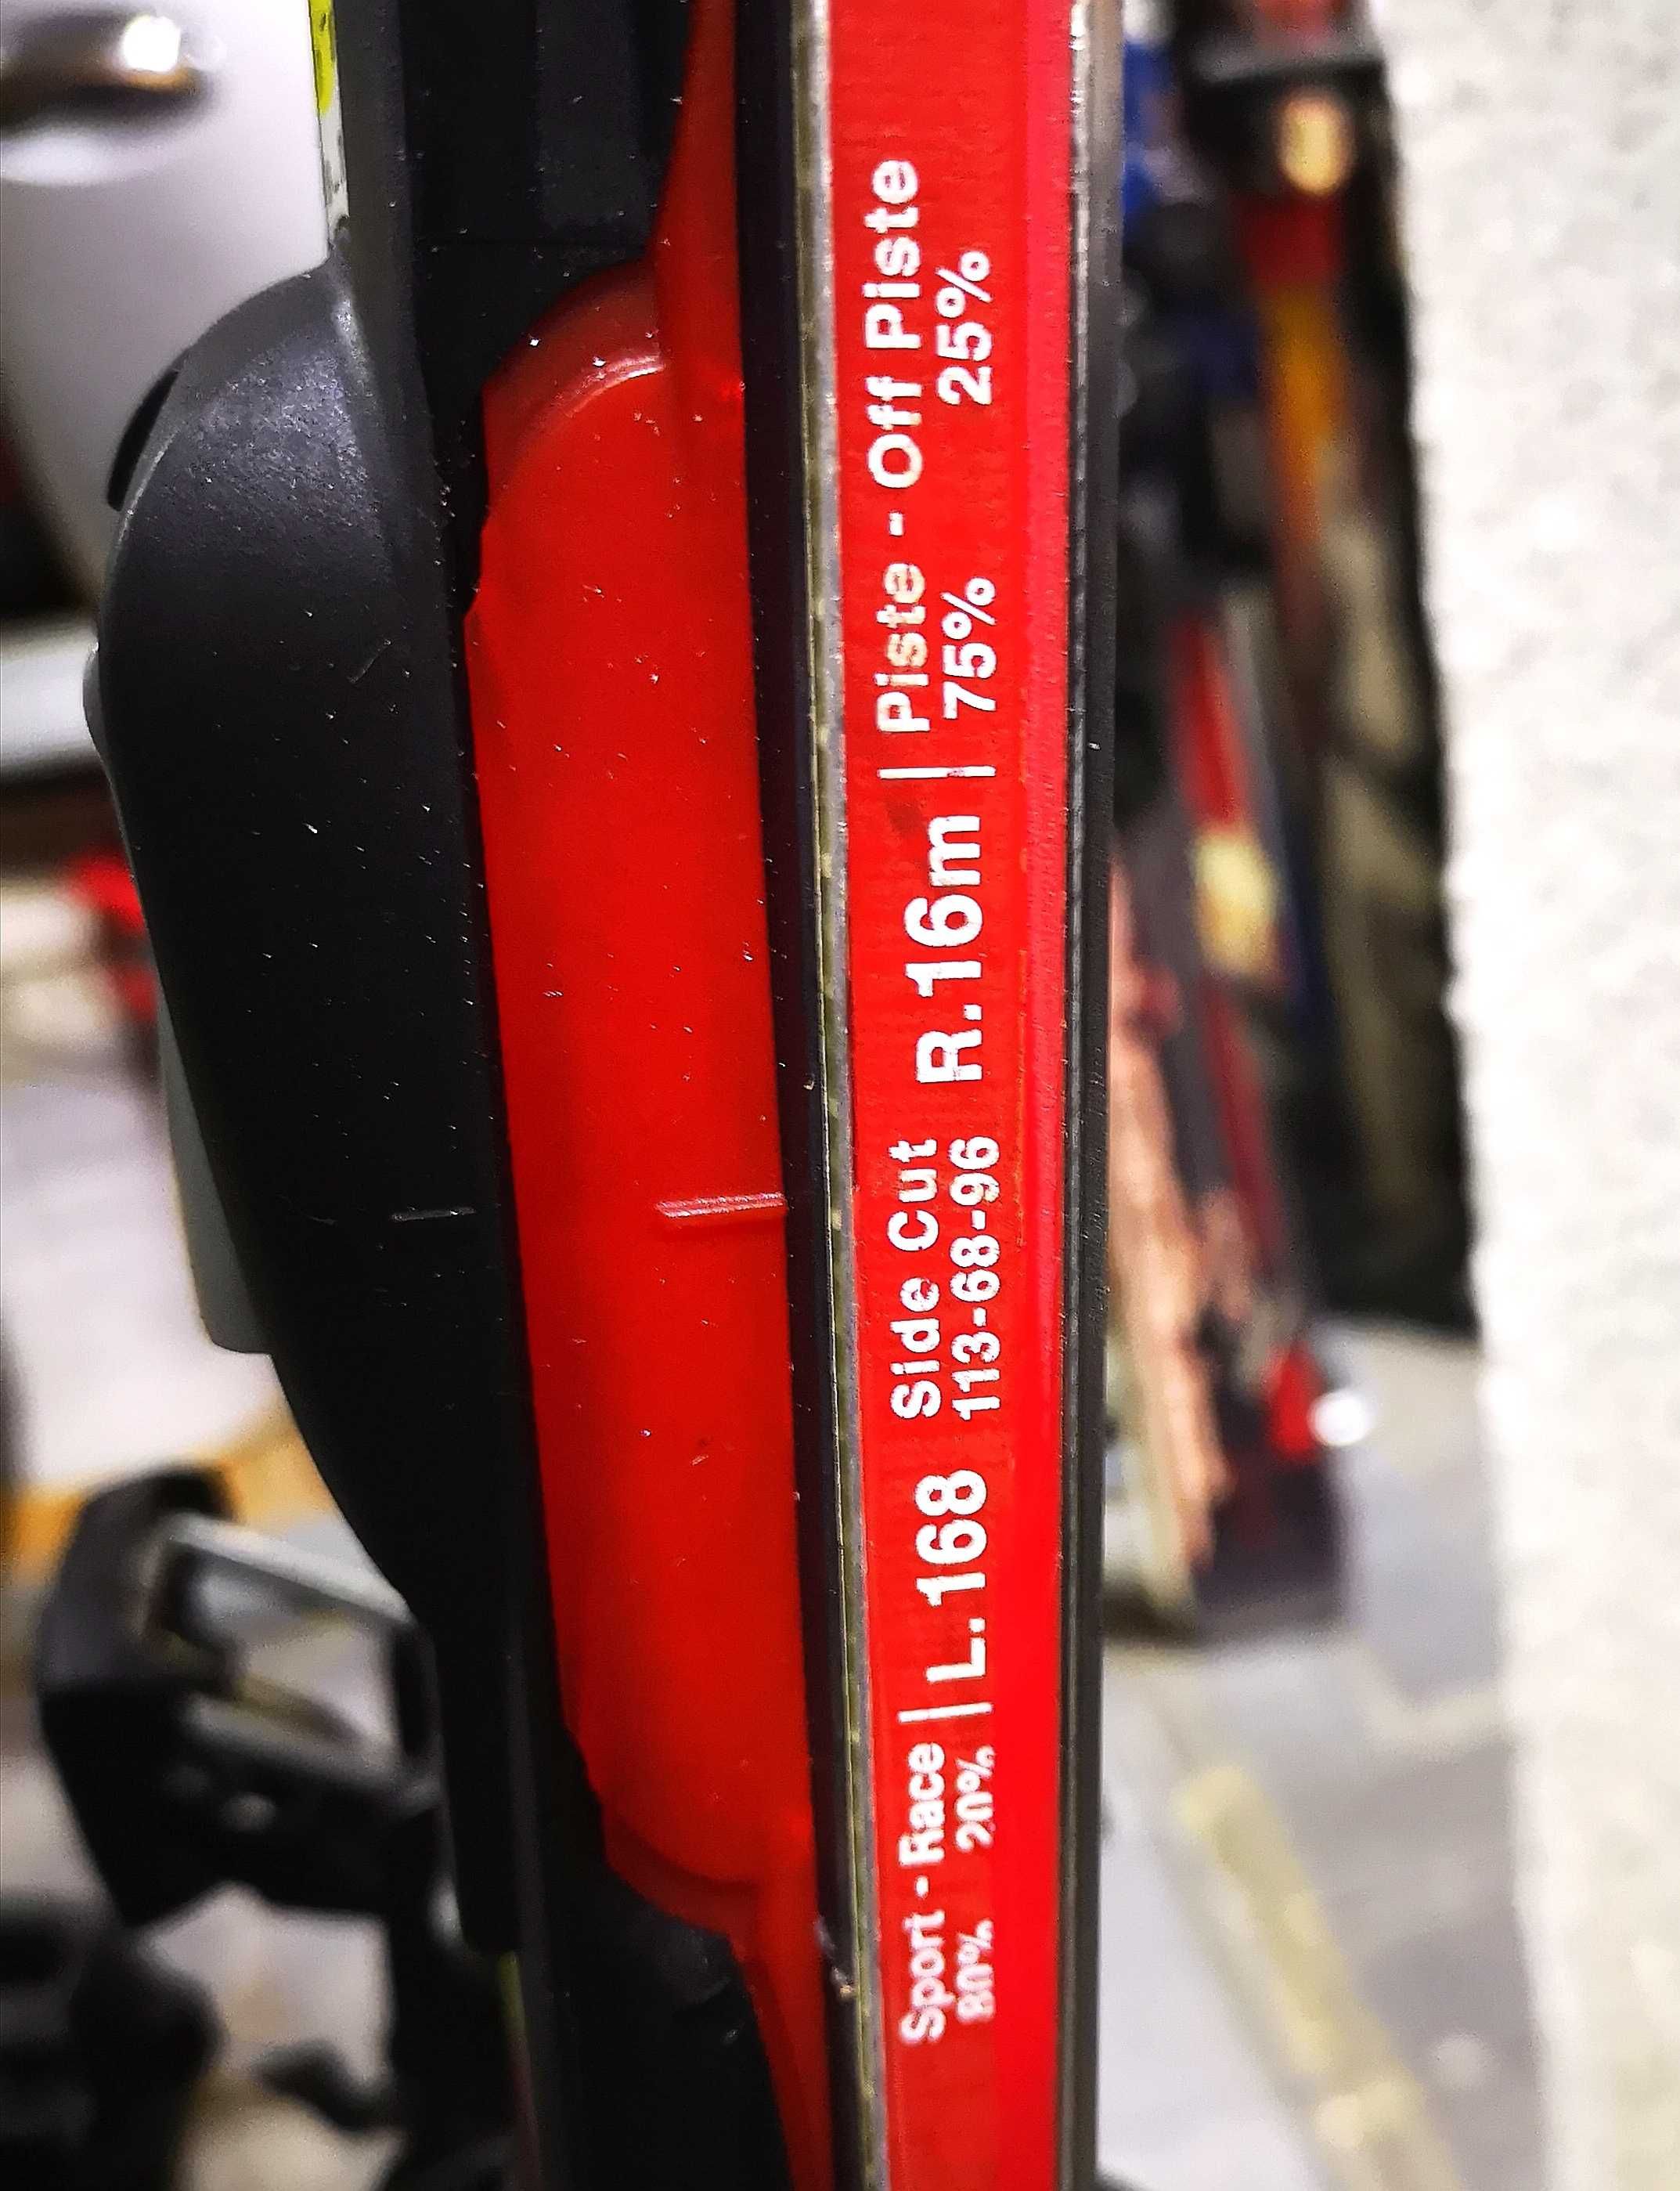 Sport - Race | L.168 Side Cut R.16m | Piste - Off Piste
80% 20% 113-68-96 75% 25%